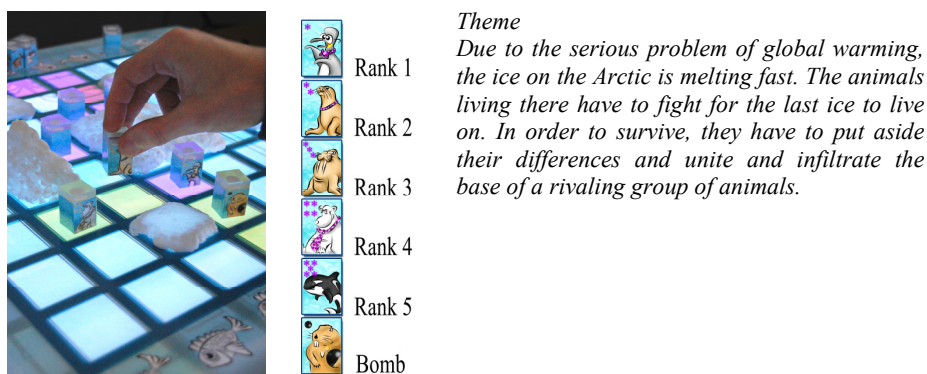 Rank 1
Rank 2
Rank 3
Rank 4
Rank 5
Bomb
Theme
Due to the serious problem of global warming,
the ice on the Arctic is melting fast. The animals
living there have to fight for the last ice to live
on. In order to survive, they have to put aside
their differences and unite and infiltrate the
base of a rivaling group of animals.